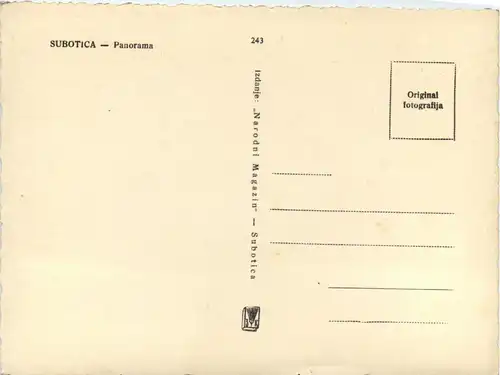 SUBOTICA — Panorama
243
Izdanje: „Narodni Magazin" — Subotica
Original
fotografija